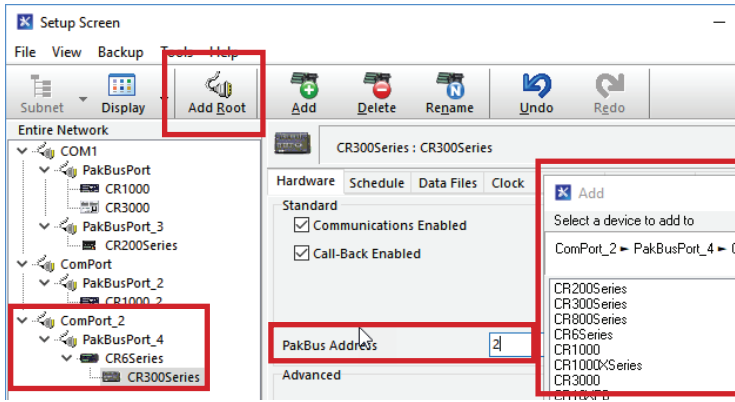 Setup Screen
File View Backup Tools Help
Subnet Display Add Root Add Delete Rename Undo Redo
Entire Network
COM1
PakBusPort
CR1000
CR3000
PakBusPort_3
CR200Series
ComPort
PakBusPort_2
CR1000_2
ComPort_2
PakBusPort_4
CR6Series
CR300Series
CR300Series : CR300Series
Hardware Schedule Data Files Clock
Standard
Communications Enabled
Call-Back Enabled
PakBus Address 2
Advanced
Add
Select a device to add to
ComPort_2 ► PakBusPort_4 ►
CR200Series
CR300Series
CR800Series
CR6Series
CR1000
CR1000XSeries
CR3000